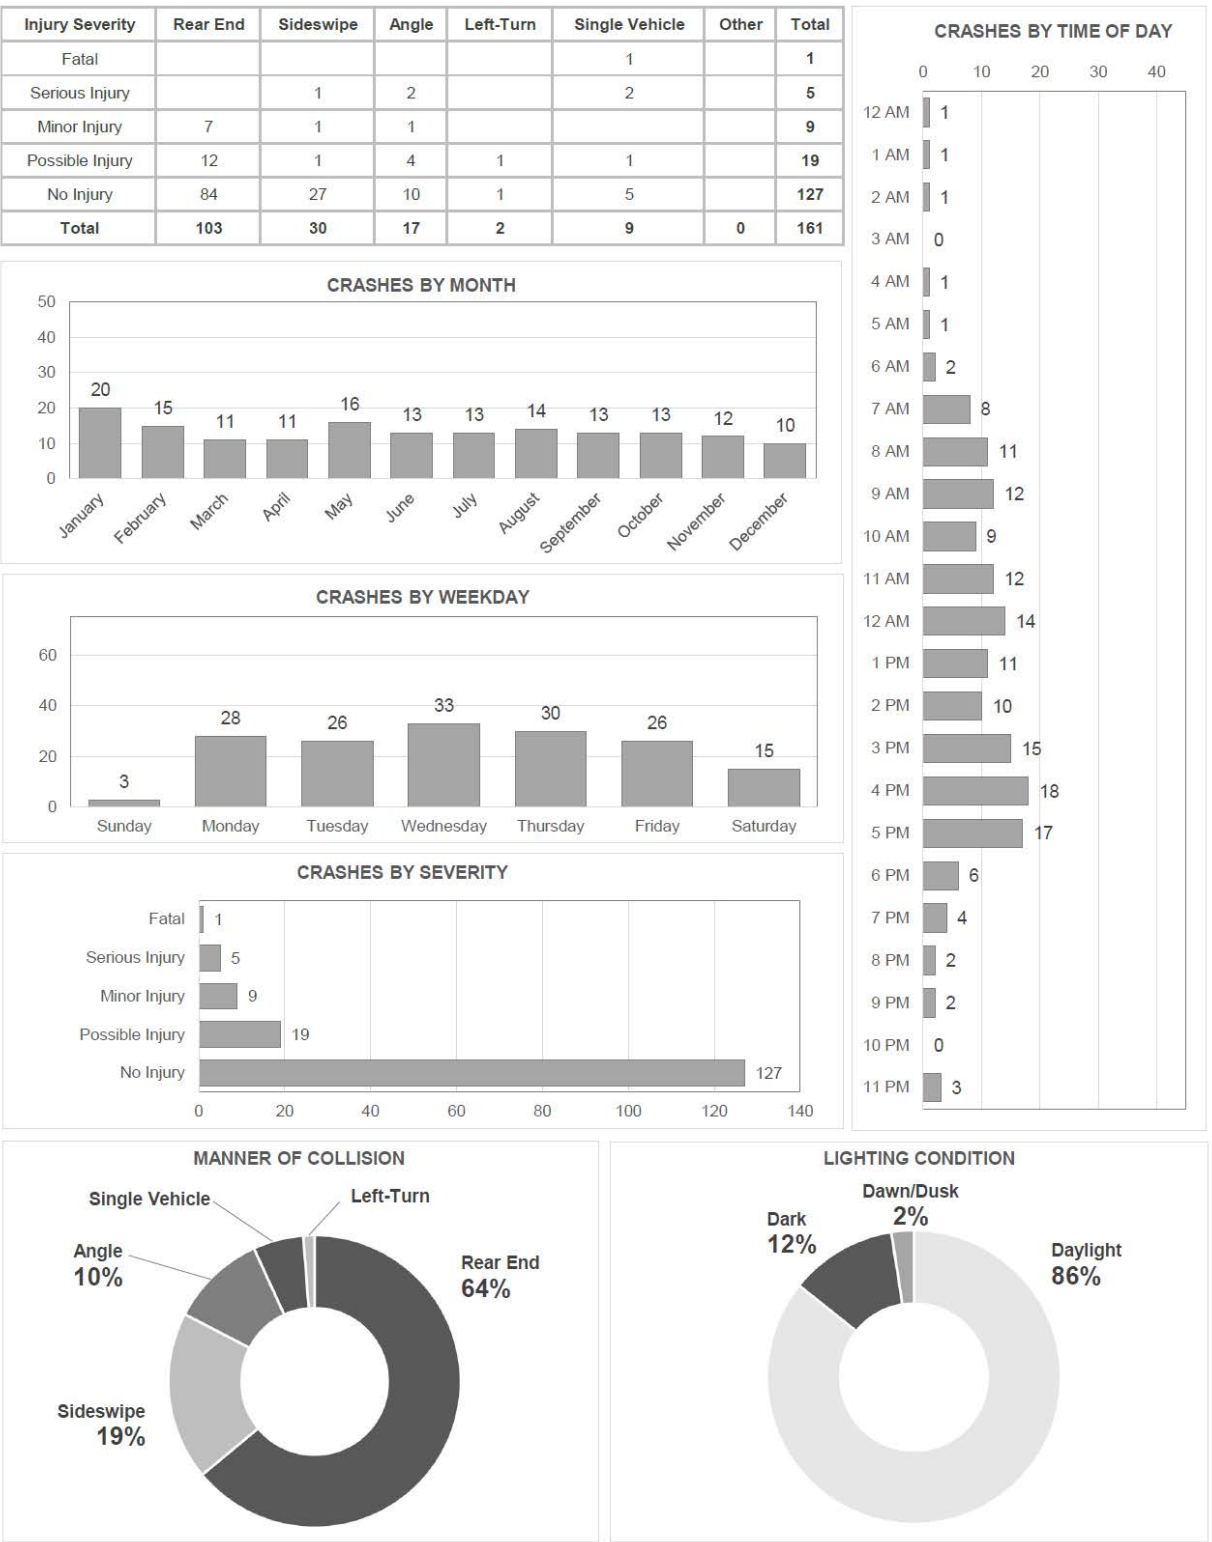 Injury Severity Rear End Sideswipe Angle Left-Turn Single Vehicle Other Total
Fatal 1 1
Serious Injury 1 2 2 5
Minor Injury 7 1 1 9
Possible Injury 12 1 4 1 1 19
No Injury 84 27 10 1 5 127
Total 103 30 17 2 9 0 161
CRASHES BY MONTH
50
40
30
20
10
0
20 15 11 11 16 13 13 14 13 13 12 10
January February March April May June July August September October November December
CRASHES BY WEEKDAY
60
40
20
0
3 28 26 33 30 26 15
Sunday Monday Tuesday Wednesday Thursday Friday Saturday
CRASHES BY SEVERITY
Fatal 1
Serious Injury 5
Minor Injury 9
Possible Injury 19
No Injury 127
0 20 40 60 80 100 120 140
CRASHES BY TIME OF DAY
0 10 20 30 40
12 AM 1
1 AM 1
2 AM 1
3 AM 0
4 AM 1
5 AM 1
6 AM 2
7 AM 8
8 AM 11
9 AM 12
10 AM 9
11 AM 12
12 AM 14
1 PM 11
2 PM 10
3 PM 15
4 PM 18
5 PM 17
6 PM 6
7 PM 4
8 PM 2
9 PM 2
10 PM 0
11 PM 3
MANNER OF COLLISION
Single Vehicle
Left-Turn
Angle
10%
Rear End
64%
Sideswipe
19%
LIGHTING CONDITION
Dawn/Dusk
2%
Dark
12%
Daylight
86%